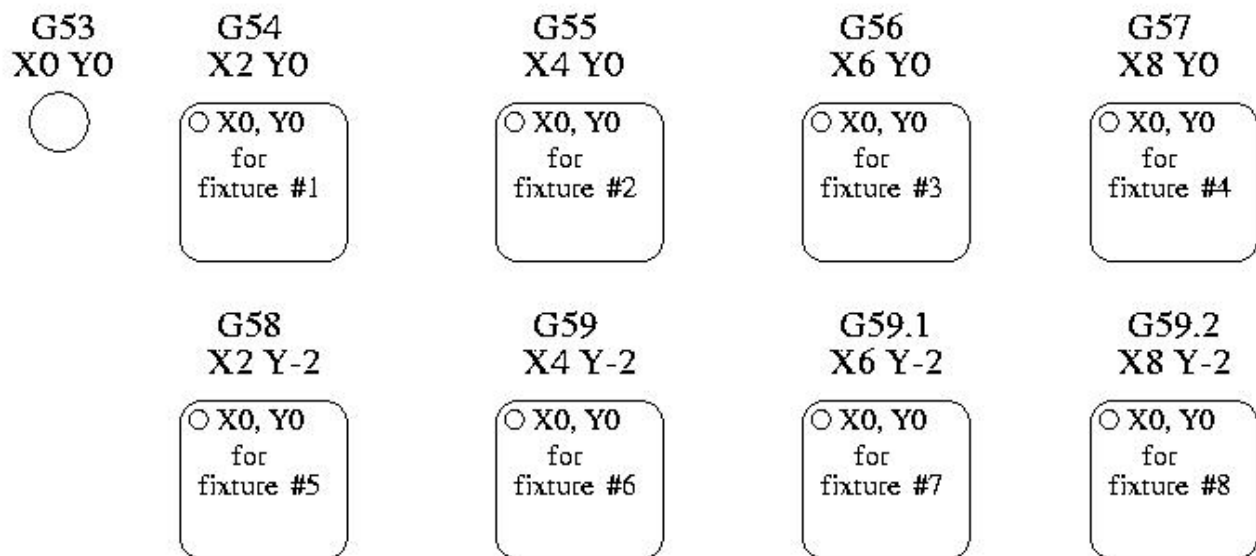 G53
X0 Y0
G54
X2 Y0
X0, Y0
for
fixture #1
G55
X4 Y0
X0, Y0
for
fixture #2
G56
X6 Y0
X0, Y0
for
fixture #3
G57
X8 Y0
X0, Y0
for
fixture #4
G58
X2 Y-2
X0, Y0
for
fixture #5
G59
X4 Y-2
X0, Y0
for
fixture #6
G59.1
X6 Y-2
X0, Y0
for
fixture #7
G59.2
X8 Y-2
X0, Y0
for
fixture #8